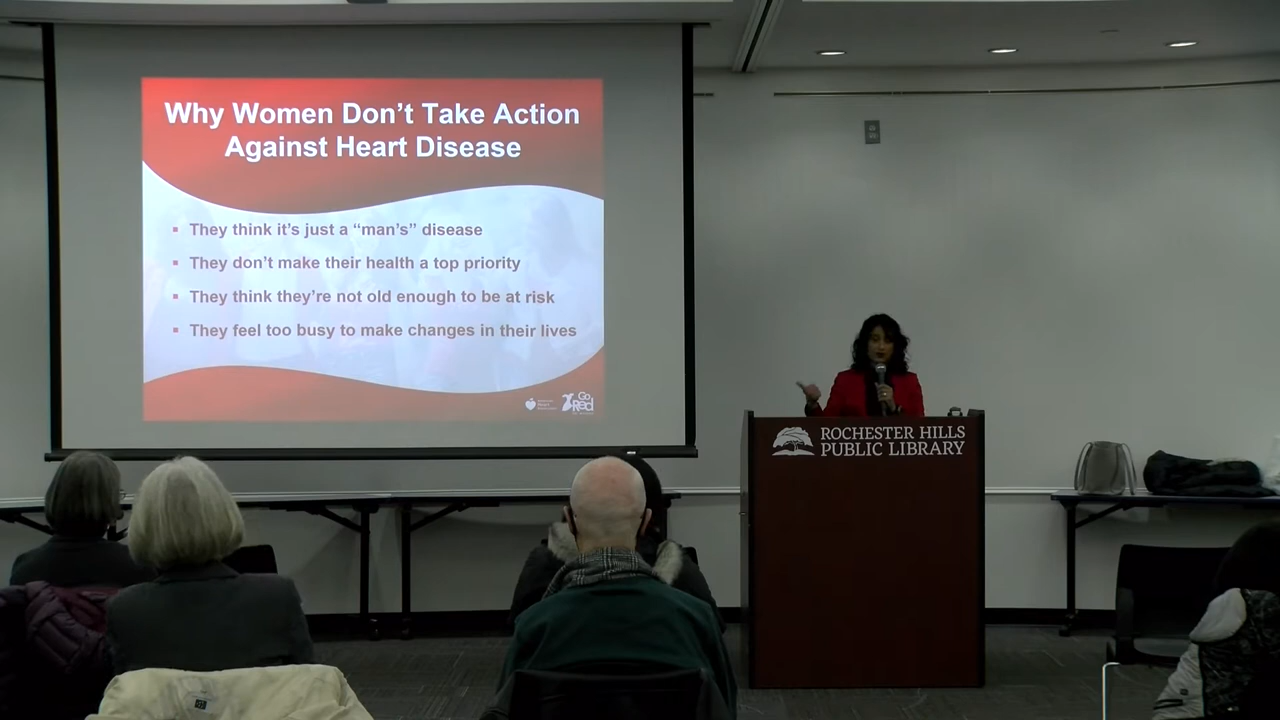 Why Women Don't Take Action
Against Heart Disease
▪ They think it's just a “man's” disease
▪ They don't make their health a top priority
▪ They think they're not old enough to be at risk
▪ They feel too busy to make changes in their lives
Go
Red
ROCHESTER HILLS
PUBLIC LIBRARY